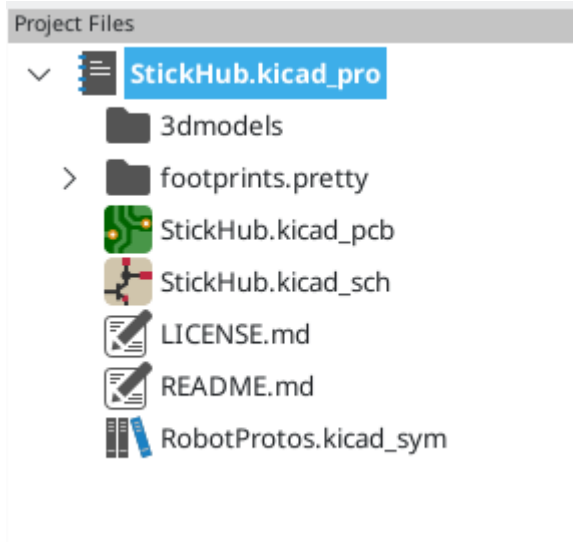 Project Files
StickHub.kicad_pro
3dmodels
footprints.pretty
StickHub.kicad_pcb
StickHub.kicad_sch
LICENSE.md
README.md
RobotProtos.kicad_sym